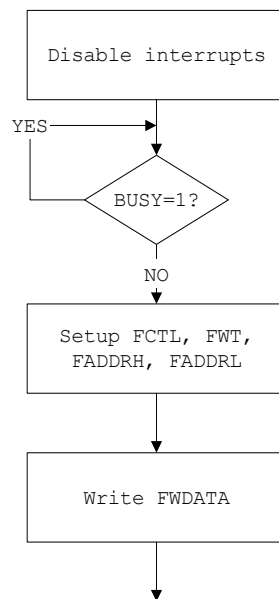 Disable interrupts
YES
BUSY=1?
NO
Setup FCTL, FWT,
FADDRH, FADDRL
Write FWDATA